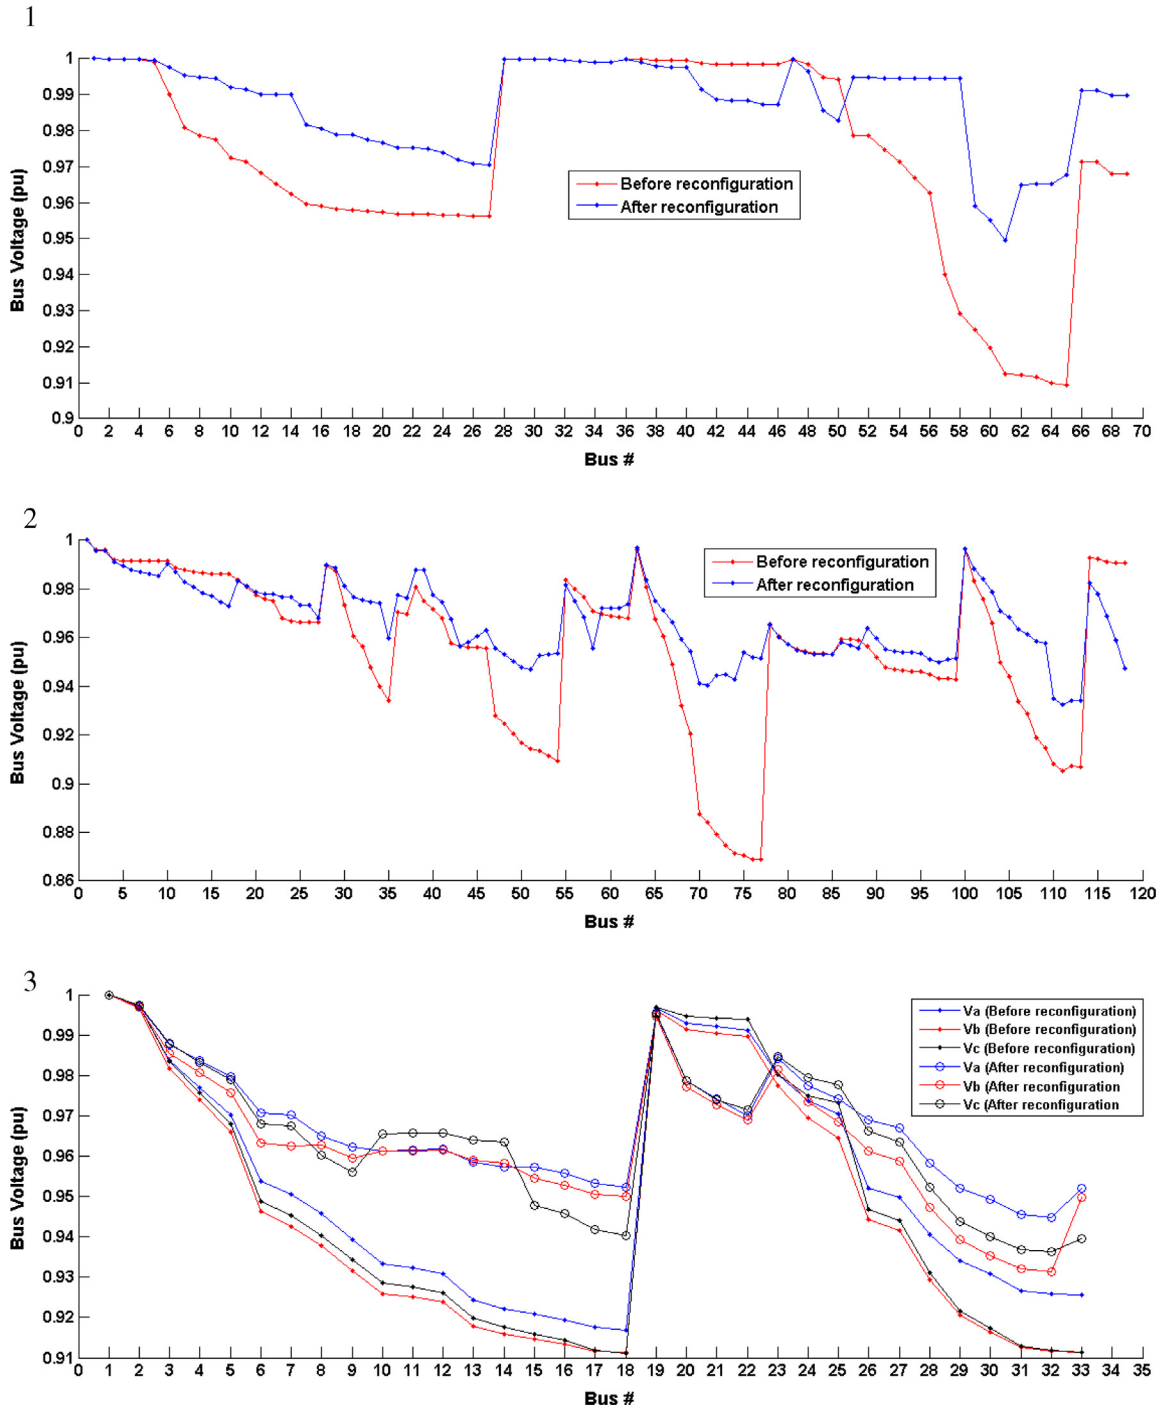 1
1
0.99
0.98
0.97
0.96
0.95
0.94
0.93
0.92
0.91
0.9
Bus Voltage (pu)
Before reconfiguration
After reconfiguration
0 2 4 6 8 10 12 14 16 18 20 22 24 26 28 30 32 34 36 38 40 42 44 46 48 50 52 54 56 58 60 62 64 66 68 70
Bus #
2
1
0.98
0.96
0.94
0.92
0.9
0.88
0.86
Bus Voltage (pu)
Before reconfiguration
After reconfiguration
0 5 10 15 20 25 30 35 40 45 50 55 60 65 70 75 80 85 90 95 100 105 110 115 120
Bus #
3
1
0.99
0.98
0.97
0.96
0.95
0.94
0.93
0.92
0.91
Bus Voltage (pu)
Va (Before reconfiguration)
Vb (Before reconfiguration)
Vc (Before reconfiguration)
Va (After reconfiguration)
Vb (After reconfiguration
Vc (After reconfiguration
0 1 2 3 4 5 6 7 8 9 10 11 12 13 14 15 16 17 18 19 20 21 22 23 24 25 26 27 28 29 30 31 32 33 34 35
Bus #